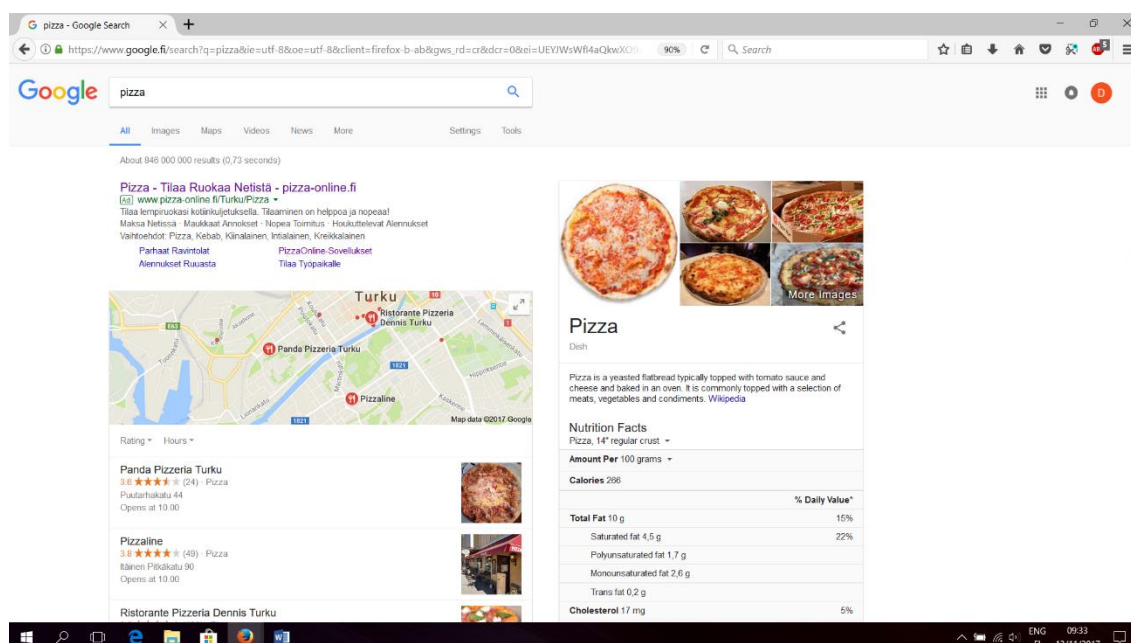 pizza - Google Search
https://www.google.fi/search?q=pizza&ie=utf-8&oe=utf-8&client=firefox-b-ab&gws_rd=cr&dcr=0&ei=
90%
Search
Google
pizza
D
All Images Maps Videos News More Settings Tools
About 846 000 000 results (0,73 seconds)
Pizza - Tilaa Ruokaa Netistä - pizza-online.fi
Ad www.pizza-online.fi/Turku/Pizza
Tilaa lempiruokasi kotiinkuljetuksella. Tilaaminen on helppoa ja nopeaa!
Maksa Netissä · Maukkaat Annokset · Nopea Toimitus · Houkuttelevat Alennukset
Vaihtoehdot: Pizza, Kebab, Kiinalainen, Intialainen, Kreikkalainen
Parhaat Ravintolat PizzaOnline-Sovellukset
Alennukset Ruuasta Tilaa Työpaikalle
Turku
Ristorante Pizzeria
Dennis Turku
Panda Pizzeria Turku
1821
Pizzaline
1821
Map data ©2017 Google
Rating Hours
Panda Pizzeria Turku
3.6 (24) · Pizza
Puutarhakatu 44
Opens at 10.00
Pizzaline
3.8 (49) · Pizza
Itäinen Pitkäkatu 90
Opens at 10.00
Ristorante Pizzeria Dennis Turku
More Images
Pizza
Dish
Pizza is a yeasted flatbread typically topped with tomato sauce and
cheese and baked in an oven. It is commonly topped with a selection of
meats, vegetables and condiments. Wikipedia
Nutrition Facts
Pizza, 14" regular crust
Amount Per 100 grams
Calories 266
% Daily Value*
Total Fat 10 g 15%
Saturated fat 4,5 g 22%
Polyunsaturated fat 1,7 g
Monounsaturated fat 2,6 g
Trans fat 0,2 g
Cholesterol 17 mg 5%
ENG 09:33